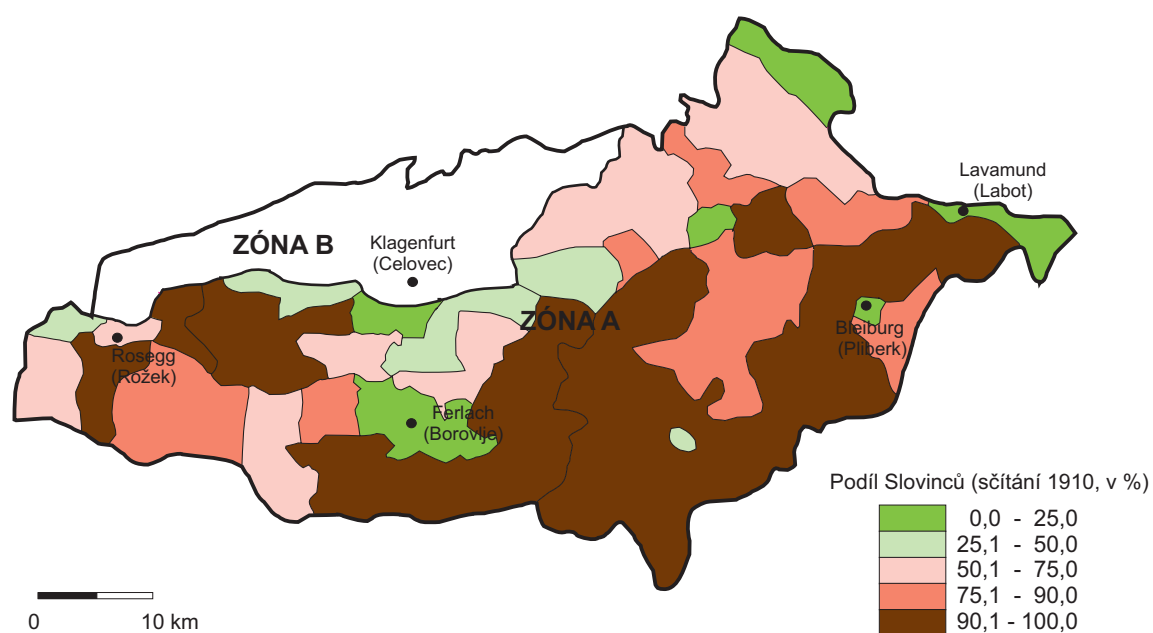 Lavamund
(Labot)
ZÓNA B
Klagenfurt
(Celovec)
ZÓNA A
Bleiburg
(Pliberk)
Rosegg
(Rožek)
Ferlach
(Borovlje)
Podíl Slovinců (sčítání 1910, v %)
0,0 - 25,0
25,1 - 50,0
50,1 - 75,0
75,1 - 90,0
90,1 - 100,0
0 10 km